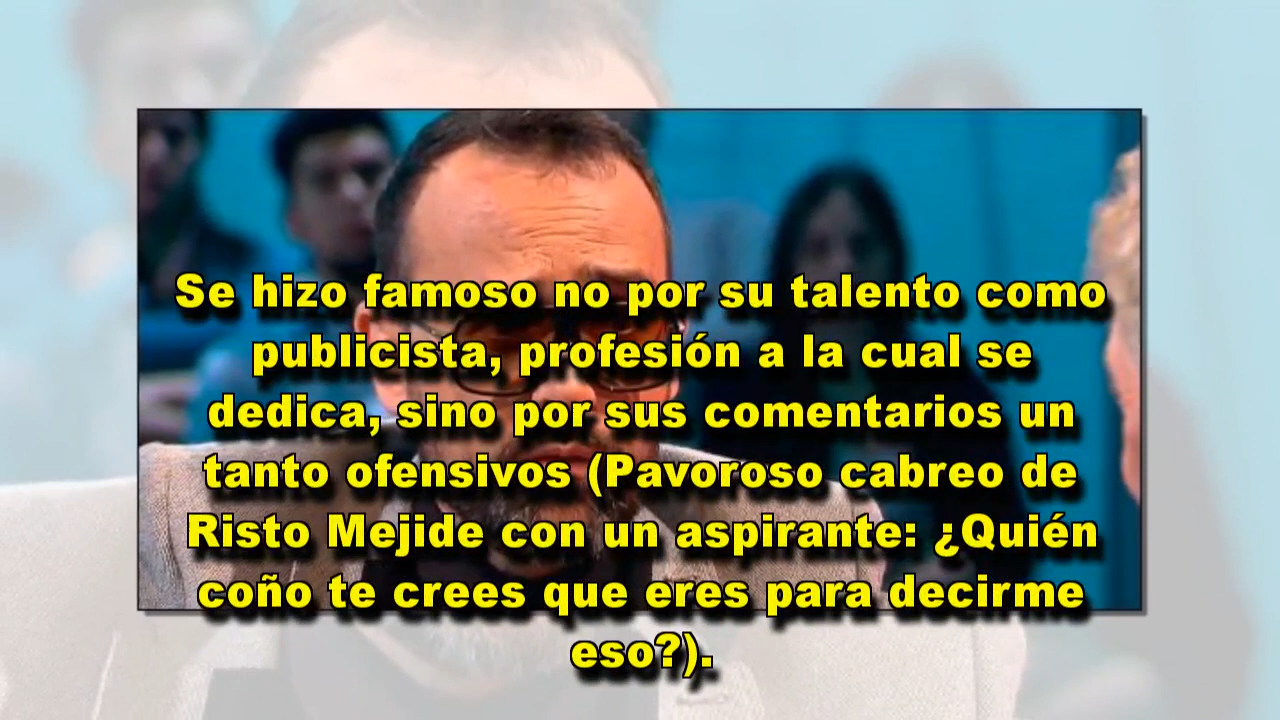 Se hizo famoso no por su talento como
publicista, profesión a la cual se
dedica, sino por sus comentarios un
tanto ofensivos (Pavoroso cabreo de
Risto Mejide con un aspirante: ¿Quién
coño te crees que eres para decirme
eso?).